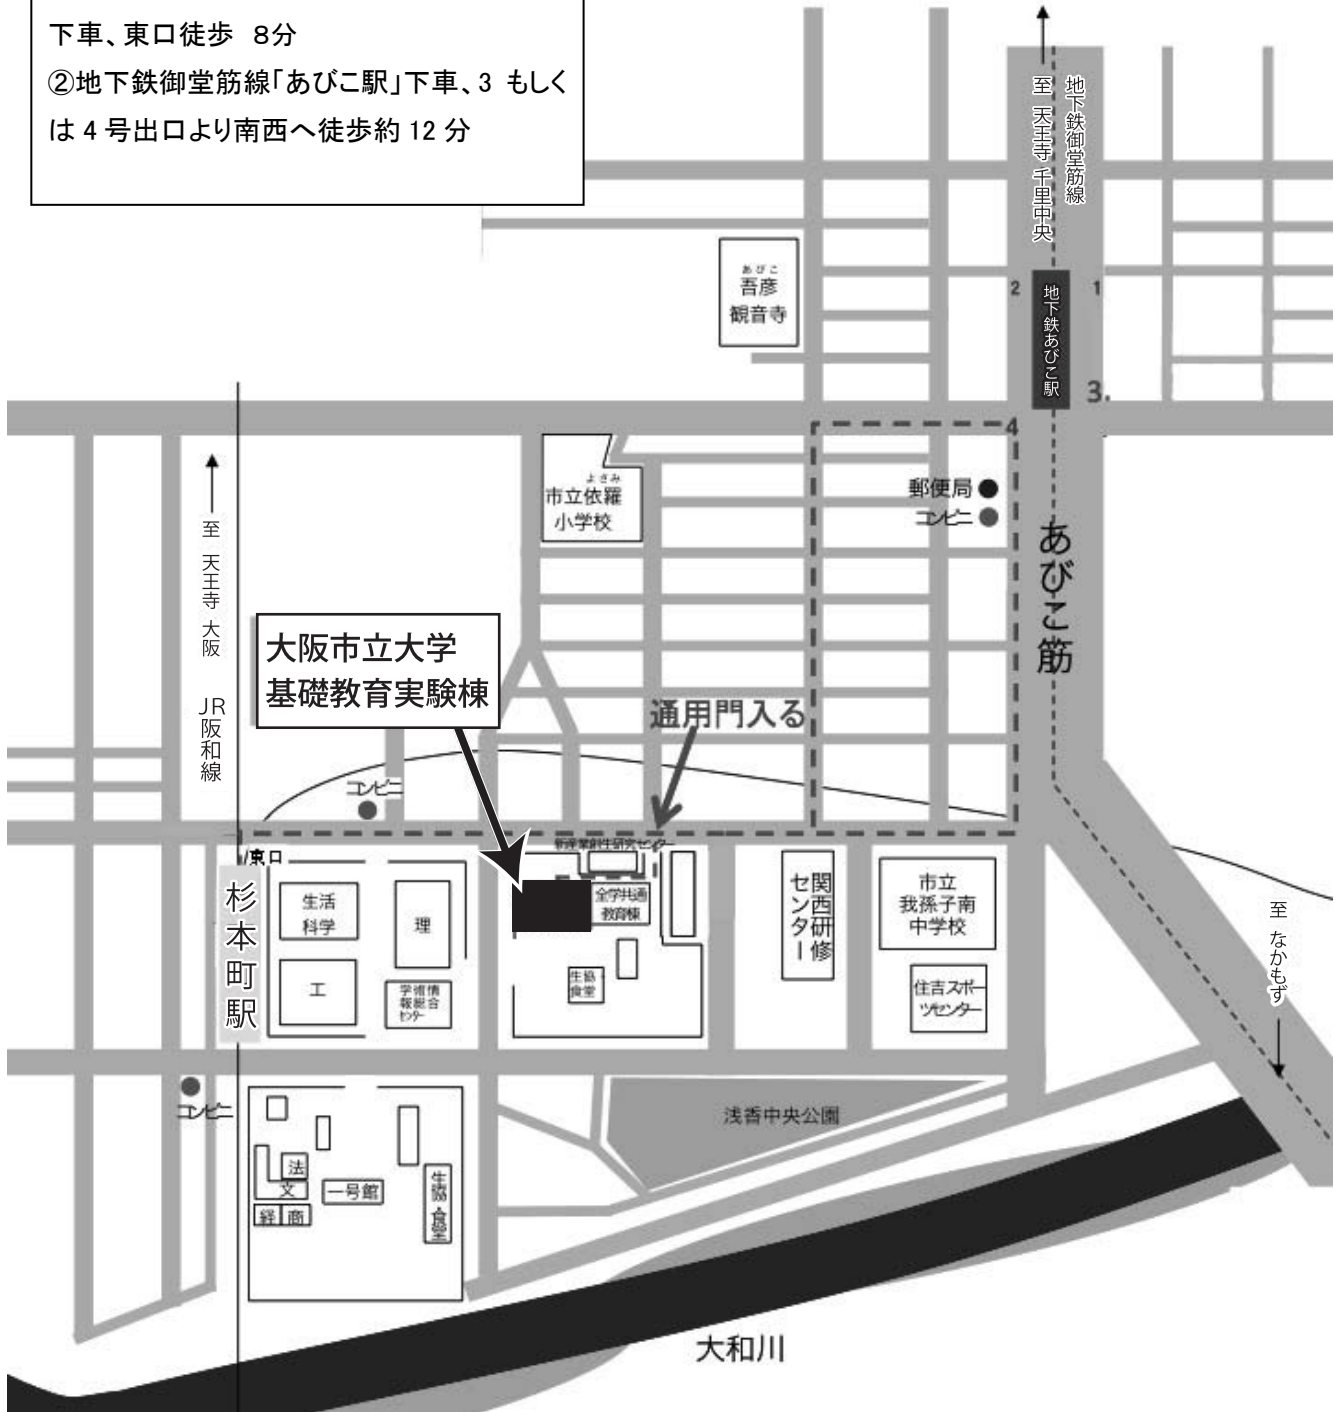 下車、東口徒歩 8分
②地下鉄御堂筋線「あびこ駅」下車、3 もしく
は 4 号出口より南西へ徒歩約 12 分
至 天王寺 千里中央
地下鉄御堂筋線
あびこ
吾彦
観音寺
2
1
地下鉄あびこ駅
3.
4
よさみ
市立依羅
小学校
郵便局
コンビニ
あびこ筋
至 天王寺 大阪
JR阪和線
大阪市立大学
基礎教育実験棟
通用門入る
コンビニ
東口
杉本町駅
生活
科学
理
工
学術情
報総合
センター
新産業創生研究センター
全学共通
教育棟
生協
食堂
関西研修
センター
市立
我孫子南
中学校
住吉スポー
ツセンター
至 なかもず
コンビニ
浅香中央公園
法
文
経
商
一号館
生協・食堂
大和川